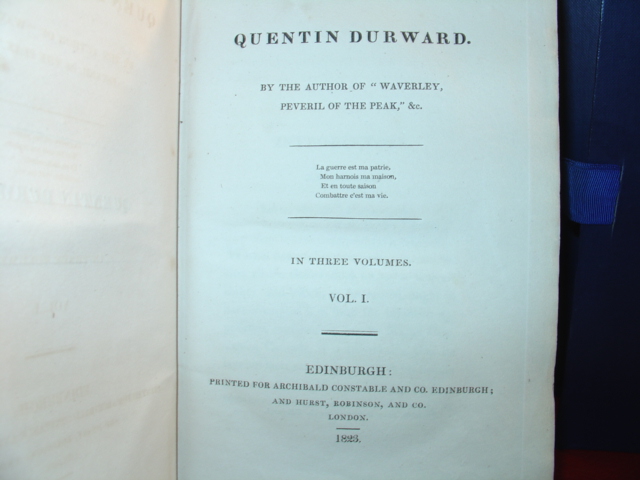 QUENTIN DURWARD.
BY THE AUTHOR OF “ WAVERLEY,
PEVERIL OF THE PEAK,” &c.
La guerre est ma patrie,
Mon harnois ma maison,
Et en toute saison
Combattre c'est ma vie.
IN THREE VOLUMES.
VOL. I.
EDINBURGH:
PRINTED FOR ARCHIBALD CONSTABLE AND CO. EDINBURGH;
AND HURST, ROBINSON, AND CO.
LONDON.
1823.